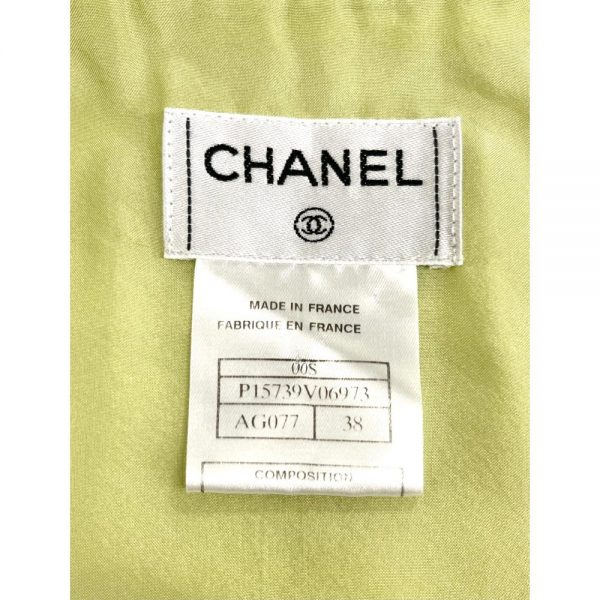 CHANEL
MADE IN FRANCE
FABRIQUE EN FRANCE
00S
P15739V06973
AG077 38
COMPOSITION